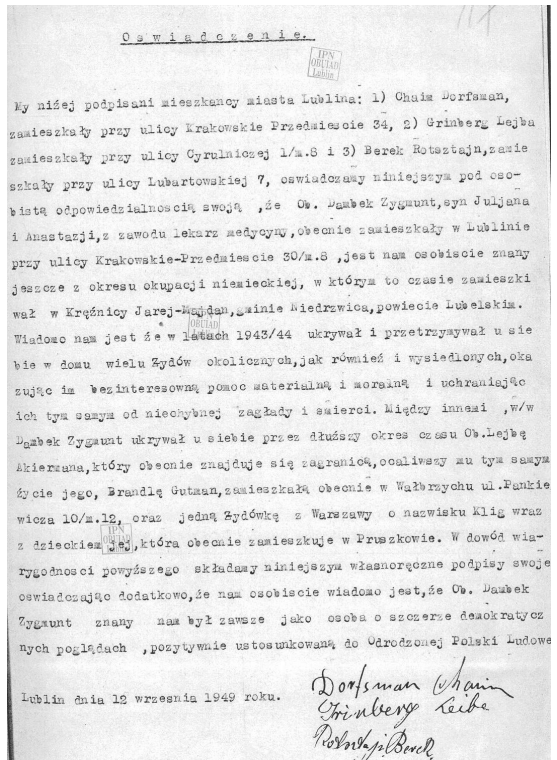 117
O ś w i a d c z e n i e.
IPN
OBUiAD
Lublin
My niżej podpisani mieszkancy miasta Lublina: 1) Chaim Dorfsman,
zamieszkały przy ulicy Krakowskie Przedmiescie 34, 2) Grinberg Lejba
zamieszkały przy ulicy Cyrulniczej 1/m.8 i 3) Berek Rotsztajn,zamie
szkały przy ulicy Lubartowskiej 7, oswiadczamy niniejszym pod oso-
bistą odpowiedzialnoscią swoją ,że Ob. Dambek Zygmunt,syn Juljana
i Anastazji,z zawodu lekarz medycyny,obecnie zamieszkały w Lublinie
przy ulicy Krakowskie-Przedmiescie 30/m.8 ,jest nam osobiscie znany
jeszcze z okresu okupacji niemieckiej, w którym to czasie zamieszki
wał w Krężnicy Jarej-Majdan,gminie Niedrzwica,powiecie Lubelskim.
Wiadomo nam jest że w latach 1943/44 ukrywał i przetrzymywał u sie
OBUiAD
bie w domu wielu Żydów okolicznych,jak również i wysiedlonych,oka
zując im bezinteresowną pomoc materialną i moralną i uchraniając
ich tym samym od niechybnej zagłady i smierci. Między innemi ,w/w
Dambek Zygmunt ukrywał u siebie przez dłuższy okres czasu Ob.Lejbę
Akiermana,który obecnie znajduje się zagranicą,ocaliwszy mu tym samym
życie jego, Brandlę Gutman,zamieszkałą obecnie w Wałbrzychu ul.Pankie
wicza 10/m.12, oraz jedną Żydówkę z Warszawy o nazwisku Klig wraz
IPN
OBUiAD
z dzieckiem jej,która obecnie zamieszkuje w Pruszkowie. W dowód wia-
rygodnosci powyższego składamy niniejszym własnoręczne podpisy swoje
oswiadczając dodatkowo,że nam osobiscie wiadomo jest,że Ob. Dambek
Zygmunt znany nam był zawsze jako osoba o szczerze demokratycz
nych poglądach ,pozytywnie ustosunkowaną do Odrodzonej Polski Ludowe
Lublin dnia 12 wrzesnia 1949 roku.
Dorfsman Chaim
Grinberg Leiba
Rotsztajn Berek